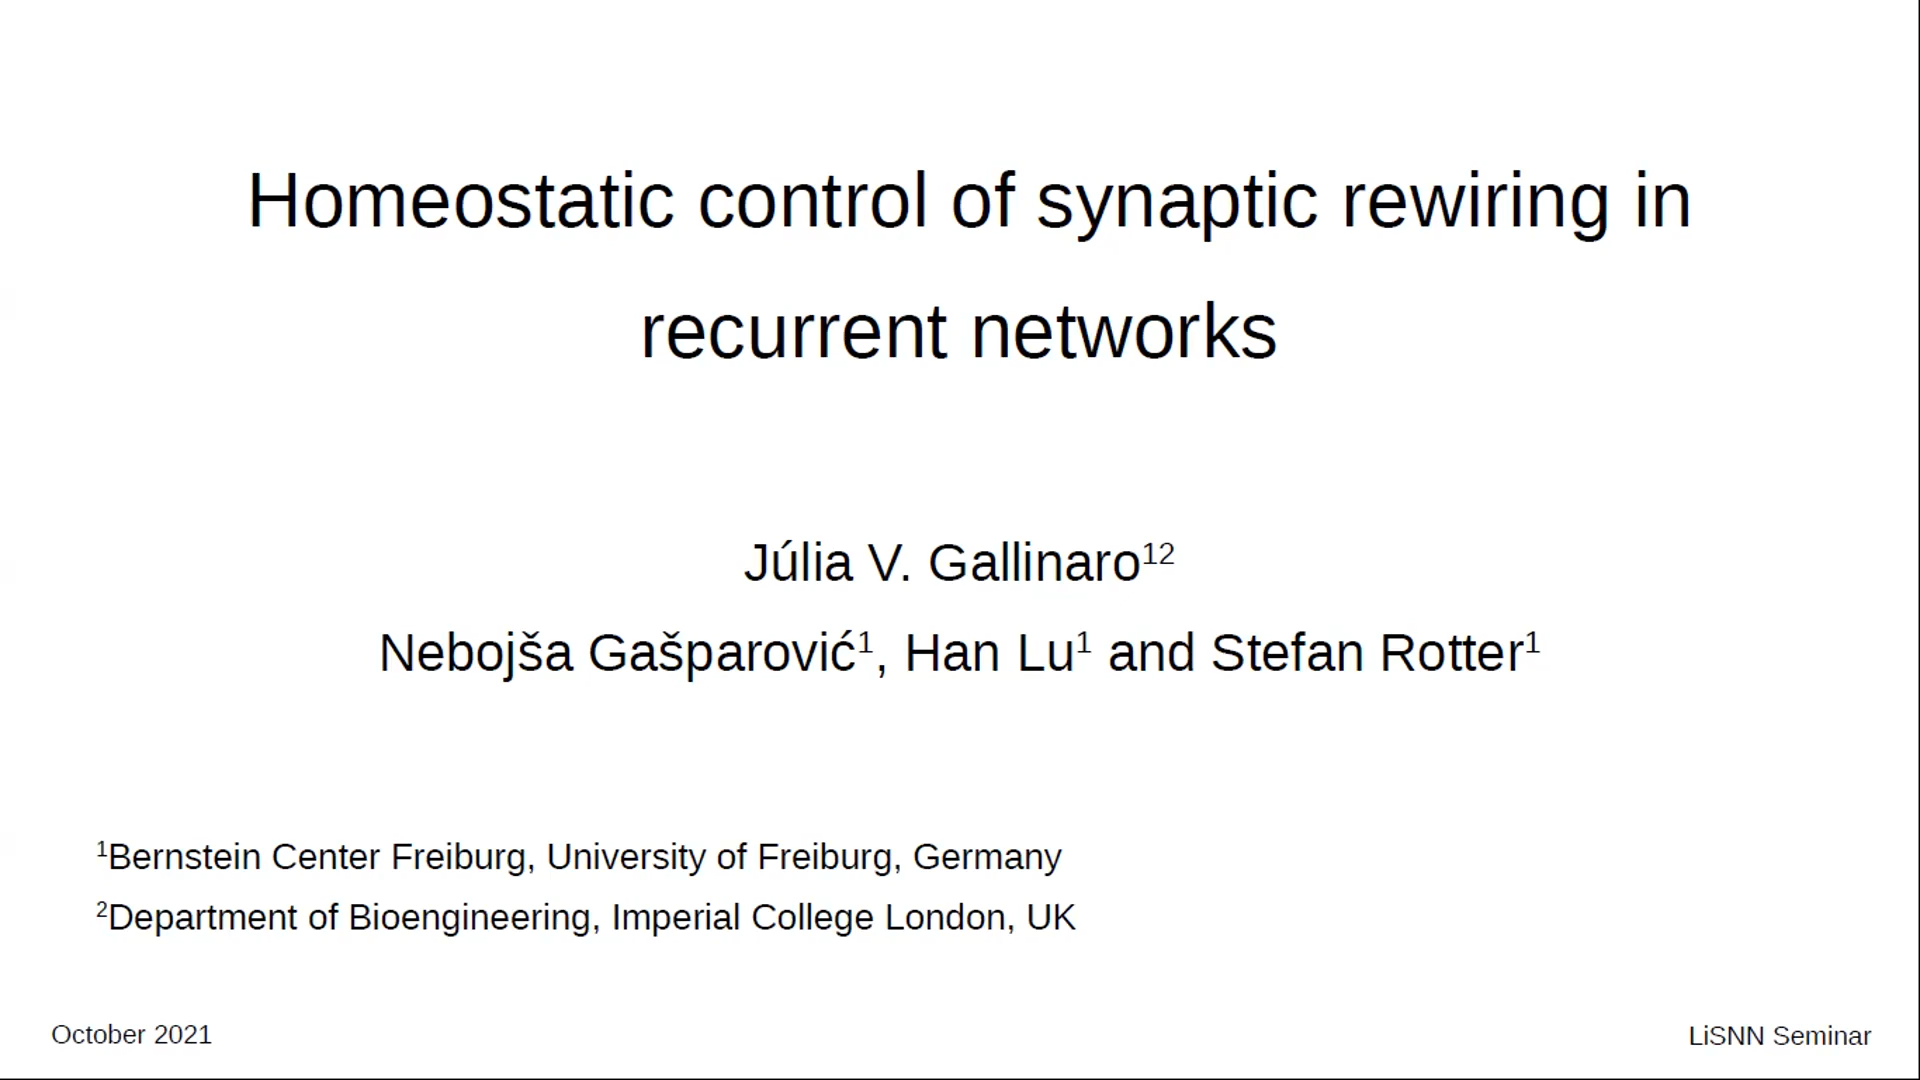 Homeostatic control of synaptic rewiring in
recurrent networks
Júlia V. Gallinaro¹²
Nebojša Gašparović¹, Han Lu¹ and Stefan Rotter¹
¹Bernstein Center Freiburg, University of Freiburg, Germany
²Department of Bioengineering, Imperial College London, UK
October 2021
LiSNN Seminar